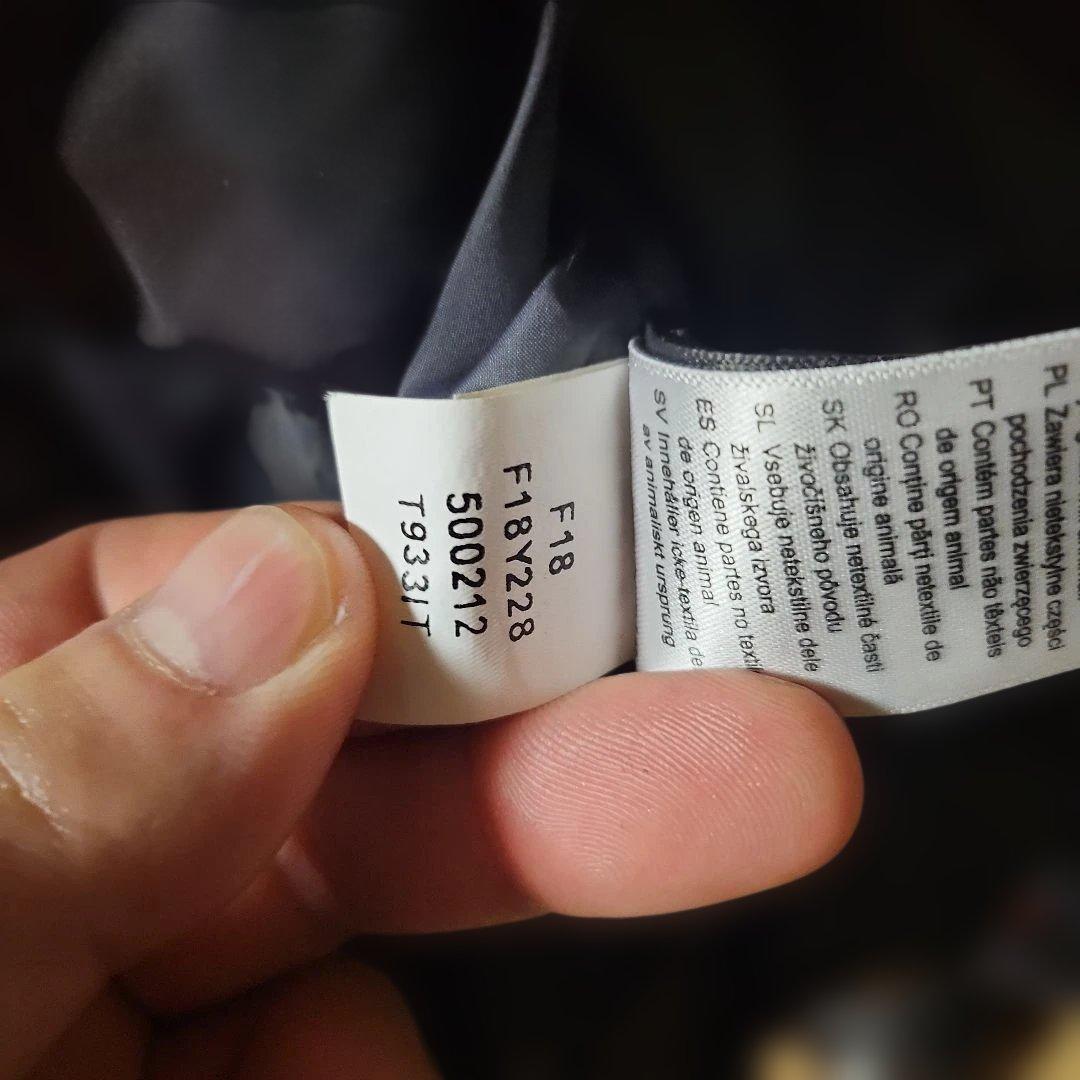 F18
F18Y228
500212
T933IT
PL Zawiera nietekstylne części
pochodzenia zwierzęcego
PT Contém partes não têxteis
de origem animal
RO Conține părți netextile de
origine animală
SK Obsahuje netextilné časti
živočíšneho pôvodu
SL Vsebuje netekstilne dele
živalskega izvora
ES Contiene partes no textil
de origen animal
SV Innehåller icke-textila de
av animaliskt ursprung